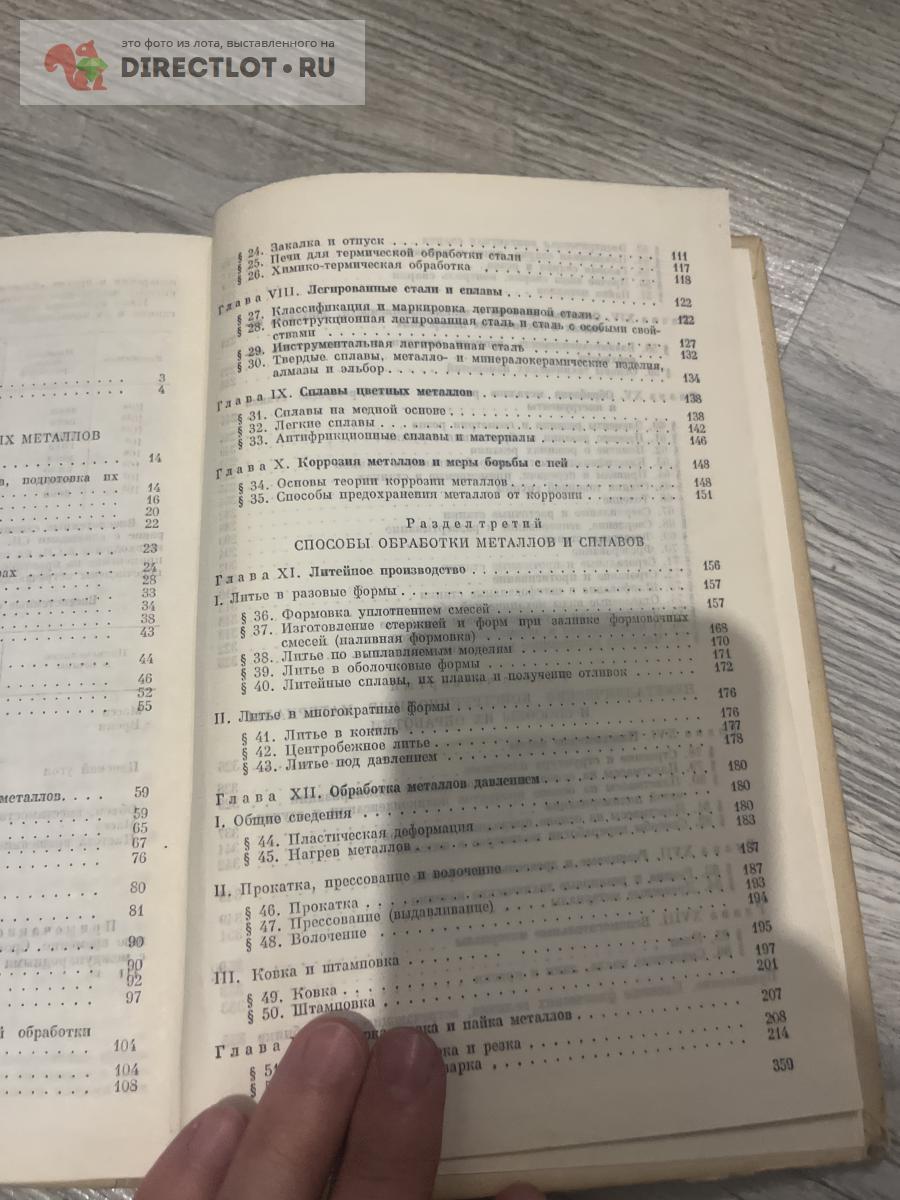 это фото из лота, выставленного на
DIRECTLOT.RU
3
4
ЫХ МЕТАЛЛОВ
14
в, подготовка их
14
16
20
22
23
рах 24
28
33
34
38
43
44
46
52
55
металлов. 59
59
65
67
76
80
81
90
90
92
97
й обработки
104
104
108
§ 24. Закалка и отпуск 111
§ 25. Печи для термической обработки стали 117
§ 26. Химико-термическая обработка 118
Глава VIII. Легированные стали и сплавы 122
§ 27. Классификация и маркировка легированной стали 122
§ 28. Конструкционная легированная сталь и сталь с особыми свой-
ствами 127
§ 29. Инструментальная легированная сталь 132
§ 30. Твердые сплавы, металло- и минералокерамические изделия,
алмазы и эльбор 134
Глава IX. Сплавы цветных металлов 138
§ 31. Сплавы на медной основе 138
§ 32. Легкие сплавы 142
§ 33. Антифрикционные сплавы и материалы 146
Глава X. Коррозия металлов и меры борьбы с ней 148
§ 34. Основы теории коррозии металлов 148
§ 35. Способы предохранения металлов от коррозии 151
Раздел третий
СПОСОБЫ ОБРАБОТКИ МЕТАЛЛОВ И СПЛАВОВ
Глава XI. Литейное производство 156
I. Литье в разовые формы 157
§ 36. Формовка уплотнением смесей 157
§ 37. Изготовление стержней и форм при заливке формовочных
смесей (наливная формовка) 168
§ 38. Литье по выплавляемым моделям 170
§ 39. Литье в оболочковые формы 171
§ 40. Литейные сплавы, их плавка и получение отливок 172
II. Литье в многократные формы 176
§ 41. Литье в кокиль 176
§ 42. Центробежное литье 177
§ 43. Литье под давлением 178
Глава XII. Обработка металлов давлением 180
I. Общие сведения 180
§ 44. Пластическая деформация 180
§ 45. Нагрев металлов 183
II. Прокатка, прессование и волочение 187
§ 46. Прокатка 187
§ 47. Прессование (выдавливание) 193
§ 48. Волочение 194
III. Ковка и штамповка 195
§ 49. Ковка 197
§ 50. Штамповка 201
Глава и пайка металлов 207
и резка 208
§ 214
359